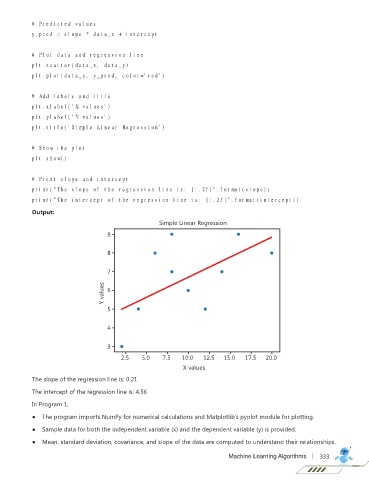 # Predicted values
y_pred = slope * data_x + intercept
# Plot data and regression line
plt.scatter(data_x, data_y)
plt.plot(data_x, y_pred, color='red')
# Add labels and title
plt.xlabel('X values')
plt.ylabel('Y values')
plt.title('Simple Linear Regression')
# Show the plot
plt.show()
# Print slope and intercept
print("The slope of the regression line is: {:.2f}".format(slope))
print("The intercept of the regression line is: {:.2f}".format(intercept))
Output:
Simple Linear Regression
9
8
7
6
5
4
3
Y values
2.5 5.0 7.5 10.0 12.5 15.0 17.5 20.0
X values
The slope of the regression line is: 0.21
The intercept of the regression line is: 4.56
In Program 1,
● The program imports NumPy for numerical calculations and Matplotlib's pyplot module for plotting.
● Sample data for both the independent variable (x) and the dependent variable (y) is provided.
● Mean, standard deviation, covariance, and slope of the data are computed to understand their relationships.
Machine Learning Algorithms | 333